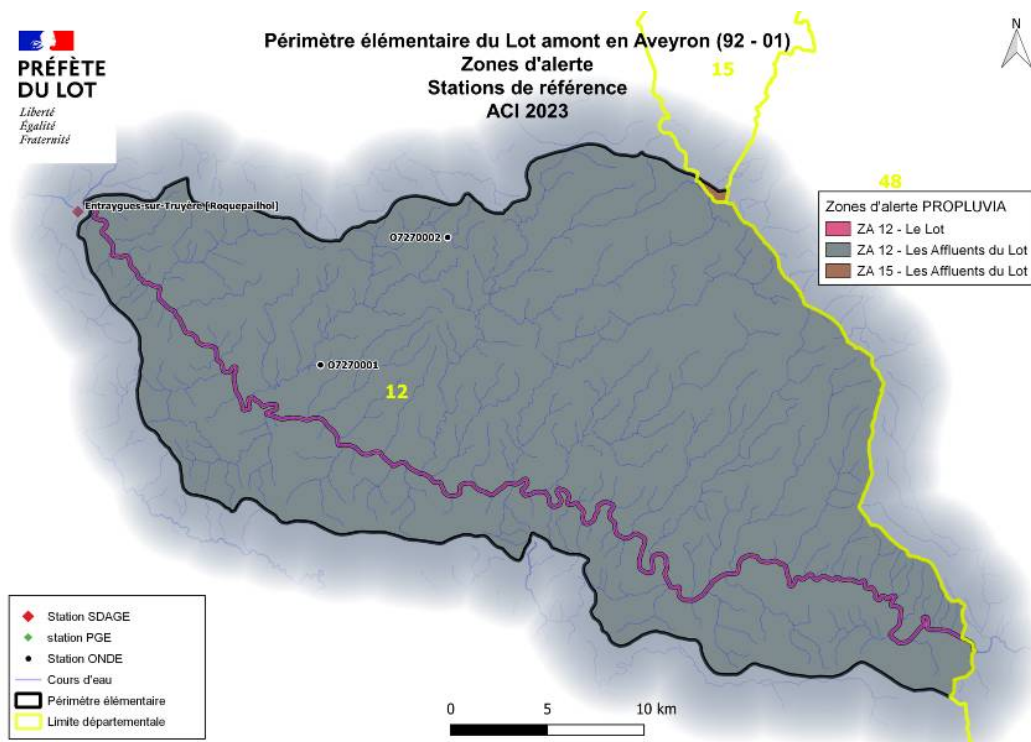 PRÉFÈTE
DU LOT
Liberté
Égalité
Fraternité
Périmètre élémentaire du Lot amont en Aveyron (92 - 01)
Zones d'alerte
Stations de référence
ACI 2023
N
15
48
Zones d'alerte PROPLUVIA
ZA 12 - Le Lot
ZA 12 - Les Affluents du Lot
ZA 15 - Les Affluents du Lot
Entraygues-sur-Truyère [Roquepailhol]
O7270002
O7270001
12
Station SDAGE
station PGE
Station ONDE
Cours d'eau
Périmètre élémentaire
Limite départementale
0 5 10 km